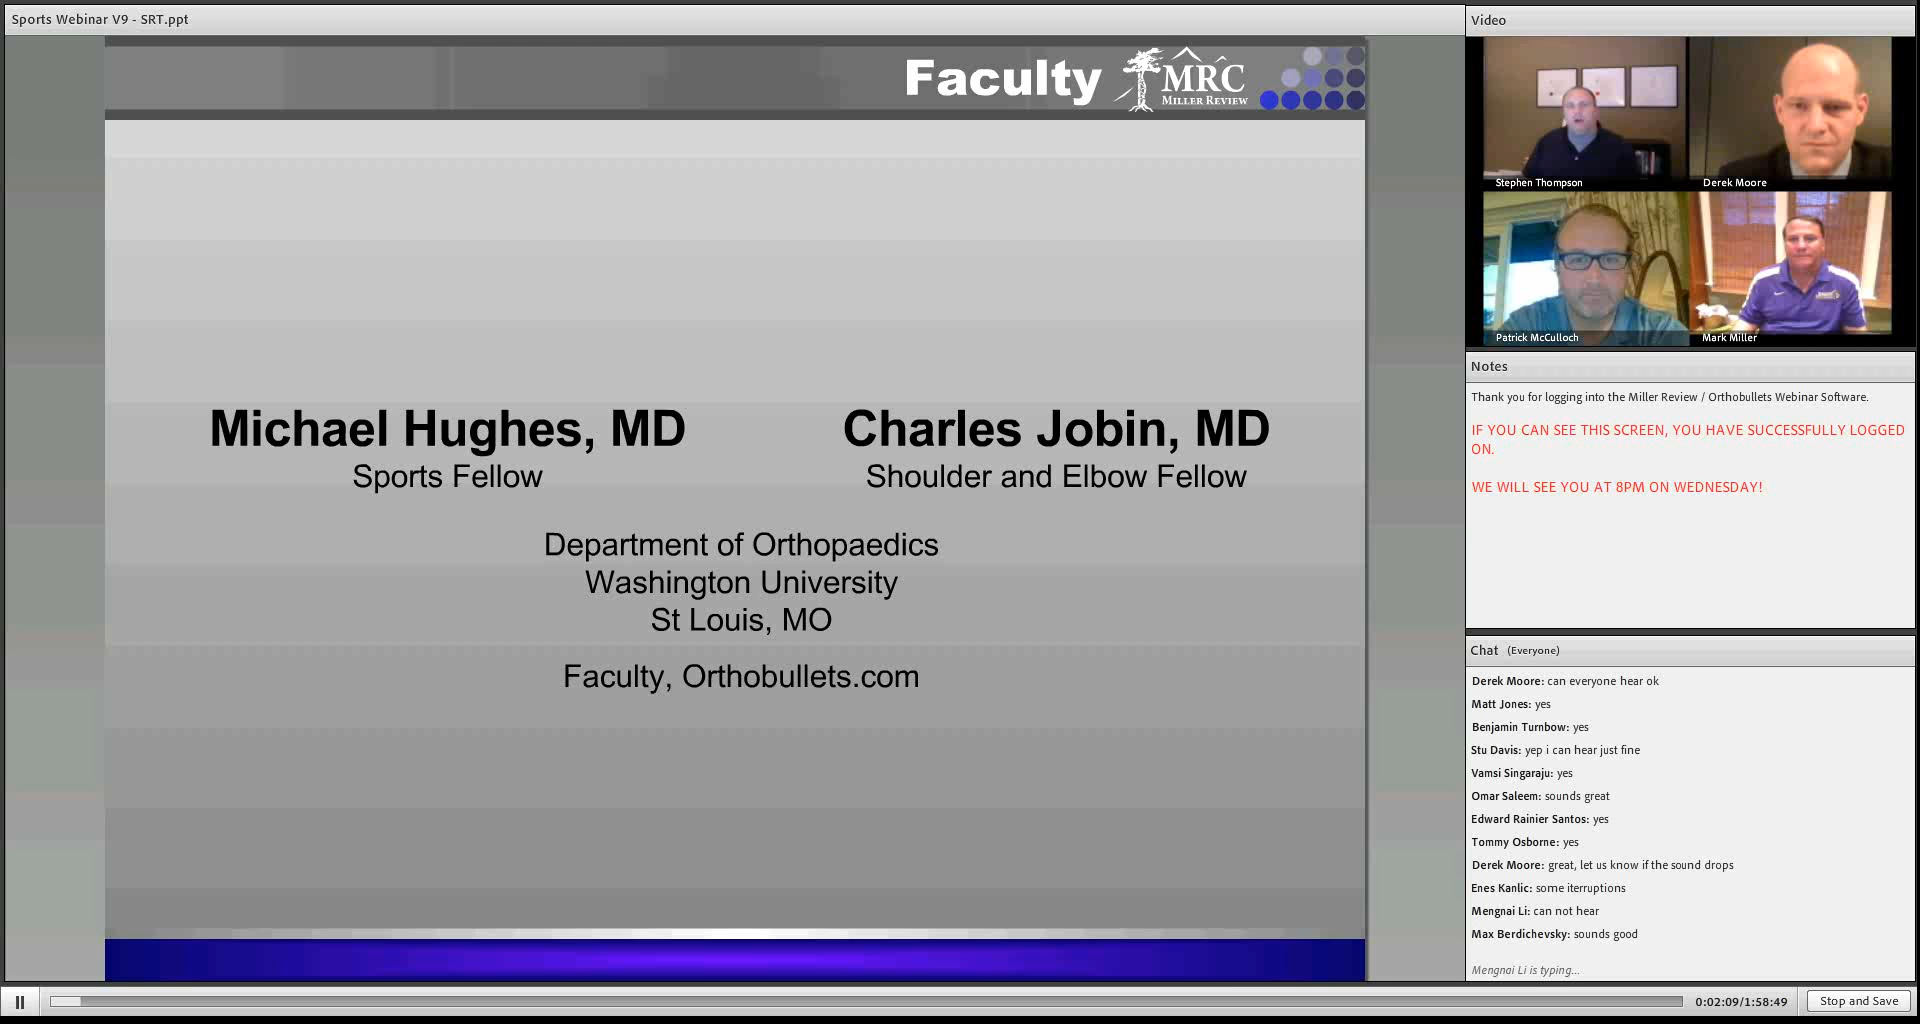 Sports Webinar V9 - SRT.ppt
Faculty
MRC
MILLER REVIEW
Michael Hughes, MD
Sports Fellow
Charles Jobin, MD
Shoulder and Elbow Fellow
Department of Orthopaedics
Washington University
St Louis, MO
Faculty, Orthobullets.com
Video
Stephen Thompson
Derek Moore
Patrick McCulloch
Mark Miller
Notes
Thank you for logging into the Miller Review / Orthobullets Webinar Software.
IF YOU CAN SEE THIS SCREEN, YOU HAVE SUCCESSFULLY LOGGED
ON.
WE WILL SEE YOU AT 8PM ON WEDNESDAY!
Chat (Everyone)
Derek Moore: can everyone hear ok
Matt Jones: yes
Benjamin Turnbow: yes
Stu Davis: yep i can hear just fine
Vamsi Singaraju: yes
Omar Saleem: sounds great
Edward Rainier Santos: yes
Tommy Osborne: yes
Derek Moore: great, let us know if the sound drops
Enes Kanlic: some iterruptions
Mengnai Li: can not hear
Max Berdichevsky: sounds good
Mengnai Li is typing...
0:02:09/1:58:49
Stop and Save